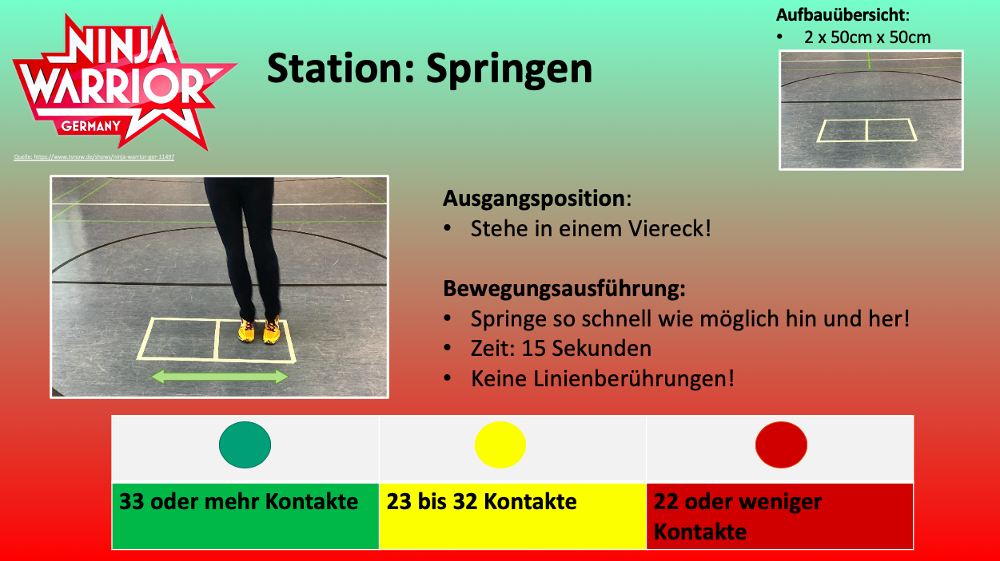 NINJA
WARRIOR
GERMANY
Quelle: https://www.tvnow.de/shows/ninja-warrior-ger-11497
Station: Springen
Aufbauübersicht:
• 2 x 50cm x 50cm
Ausgangsposition:
• Stehe in einem Viereck!
Bewegungsausführung:
• Springe so schnell wie möglich hin und her!
• Zeit: 15 Sekunden
• Keine Linienberührungen!
33 oder mehr Kontakte
23 bis 32 Kontakte
22 oder weniger
Kontakte